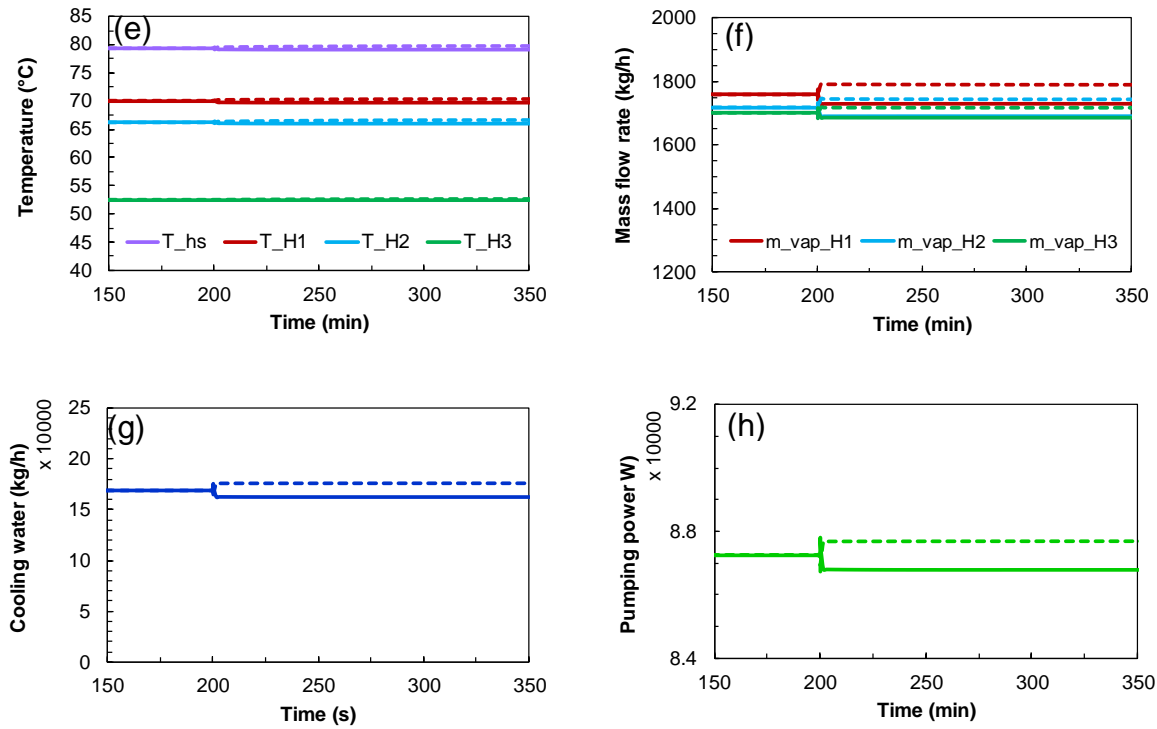 (e)
Temperature (°C)
85
80
75
70
65
60
55
50
45
40
T_hs T_H1 T_H2 T_H3
150 200 250 300 350
Time (min)
(f)
Mass flow rate (kg/h)
2000
1800
1600
1400
1200
1000
m_vap_H1 m_vap_H2 m_vap_H3
150 200 250 300 350
Time (min)
(g)
Cooling water (kg/h)
x 10000
25
20
15
10
5
0
150 200 250 300 350
Time (s)
(h)
Pumping power W)
x 10000
9.2
8.8
8.4
150 200 250 300 350
Time (min)